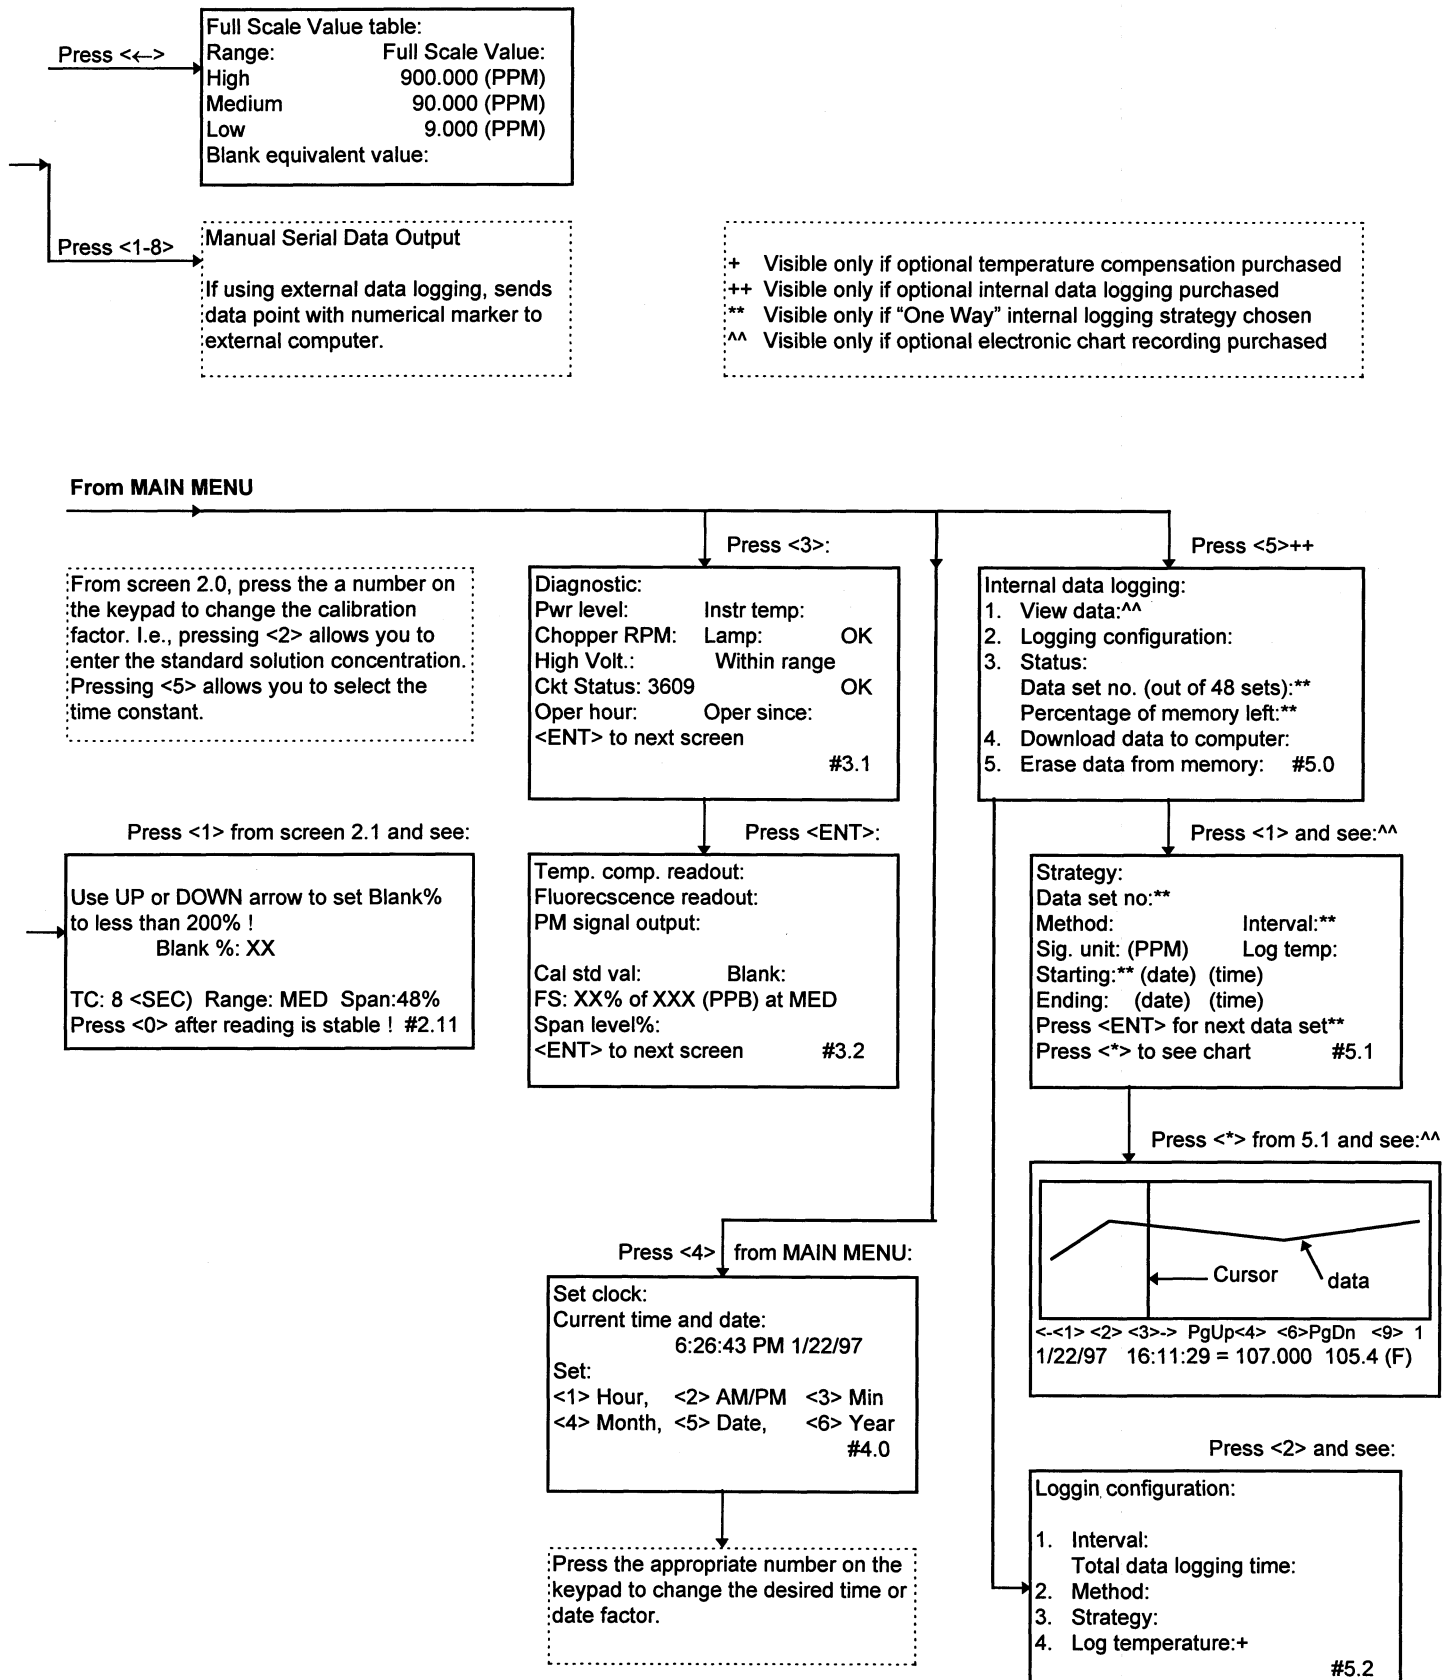 Press <←>
Full Scale Value table:
Range: Full Scale Value:
High 900.000 (PPM)
Medium 90.000 (PPM)
Low 9.000 (PPM)
Blank equivalent value:
Press <1-8>
Manual Serial Data Output
If using external data logging, sends
data point with numerical marker to
external computer.
+ Visible only if optional temperature compensation purchased
++ Visible only if optional internal data logging purchased
** Visible only if “One Way” internal logging strategy chosen
^^ Visible only if optional electronic chart recording purchased
From MAIN MENU
From screen 2.0, press the a number on
the keypad to change the calibration
factor. I.e., pressing <2> allows you to
enter the standard solution concentration.
Pressing <5> allows you to select the
time constant.
Press <1> from screen 2.1 and see:
Use UP or DOWN arrow to set Blank%
to less than 200% !
Blank %: XX
TC: 8 <SEC) Range: MED Span:48%
Press <0> after reading is stable ! #2.11
Press <3>:
Diagnostic:
Pwr level: Instr temp:
Chopper RPM: Lamp: OK
High Volt.: Within range
Ckt Status: 3609 OK
Oper hour: Oper since:
<ENT> to next screen
#3.1
Press <ENT>:
Temp. comp. readout:
Fluorecscence readout:
PM signal output:
Cal std val: Blank:
FS: XX% of XXX (PPB) at MED
Span level%:
<ENT> to next screen #3.2
Press <4> from MAIN MENU:
Set clock:
Current time and date:
6:26:43 PM 1/22/97
Set:
<1> Hour, <2> AM/PM <3> Min
<4> Month, <5> Date, <6> Year
#4.0
Press the appropriate number on the
keypad to change the desired time or
date factor.
Press <5>++
Internal data logging:
1. View data:^^
2. Logging configuration:
3. Status:
Data set no. (out of 48 sets):**
Percentage of memory left:**
4. Download data to computer:
5. Erase data from memory: #5.0
Press <1> and see:^^
Strategy:
Data set no:**
Method: Interval:**
Sig. unit: (PPM) Log temp:
Starting:** (date) (time)
Ending: (date) (time)
Press <ENT> for next data set**
Press <*> to see chart #5.1
Press <*> from 5.1 and see:^^
Cursor
data
<-<1> <2> <3>-> PgUp<4> <6>PgDn <9> 1
1/22/97 16:11:29 = 107.000 105.4 (F)
Press <2> and see:
Loggin configuration:
1. Interval:
Total data logging time:
2. Method:
3. Strategy:
4. Log temperature:+
#5.2